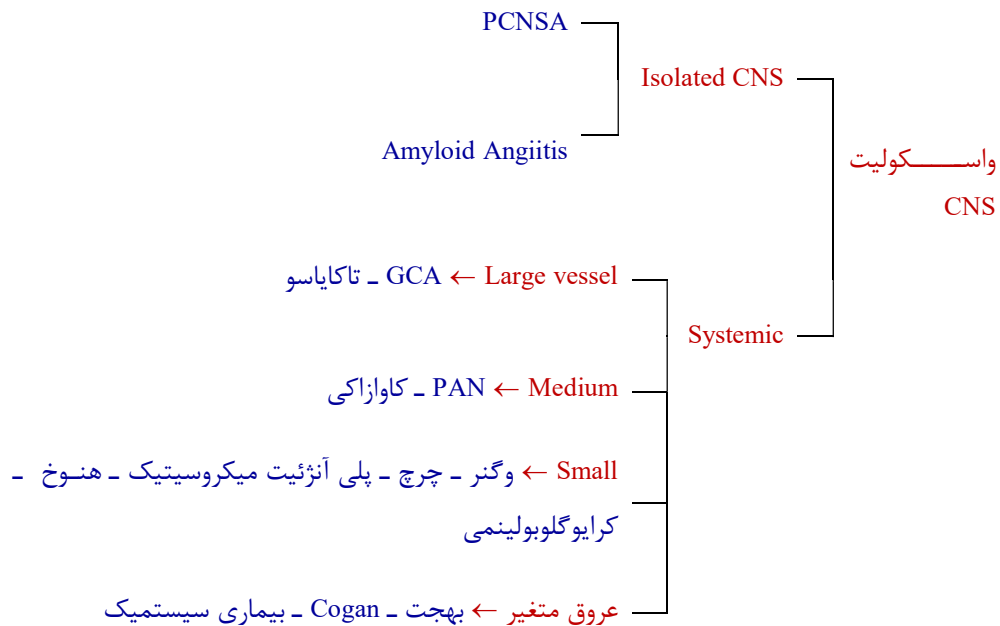 PCNSA
Isolated CNS
Amyloid Angiitis
واســـــکولیت
CNS
Large vessel ← GCA ـ تاکایاسو
Systemic
Medium ← PAN ـ کاوازاکی
Small ← وگنر ـ چرچ ـ پلی آنژئیت میکروسیتیک ـ هنـوخ ـ
کرایوگلوبولینمی
عروق متغیر ← بهجت ـ Cogan ـ بیماری سیستمیک